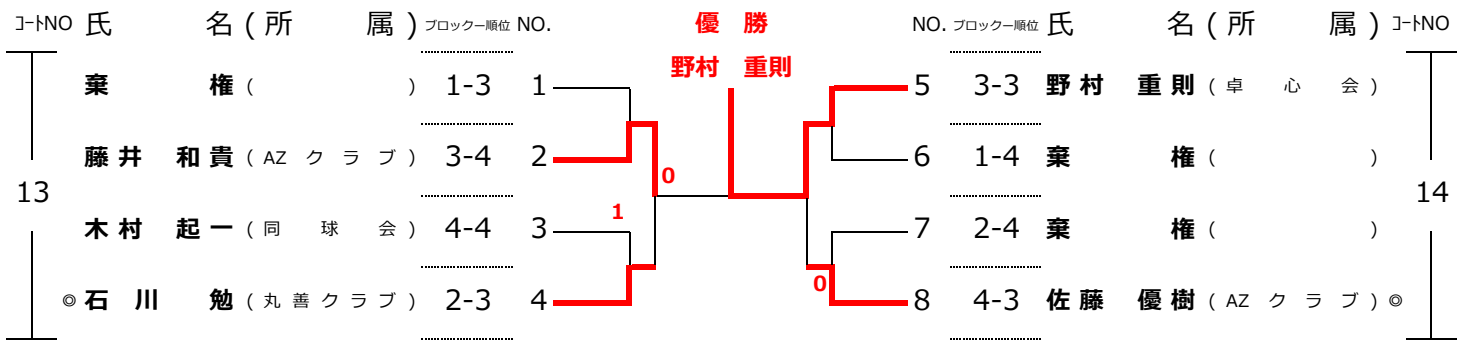 コートNO 氏 名(所 属) ブロック－順位 NO. 優 勝 NO. ブロック－順位 氏 名(所 属) コートNO
野村 重則
棄 権( ) 1-3 1 5 3-3 野村 重則(卓 心 会)
藤井 和貴(AZ クラブ) 3-4 2 6 1-4 棄 権( )
0
13 14
1
木村 起一(同 球 会) 4-4 3 7 2-4 棄 権( )
0
◎石川 勉(丸善クラブ) 2-3 4 8 4-3 佐藤 優樹(AZ クラブ)◎